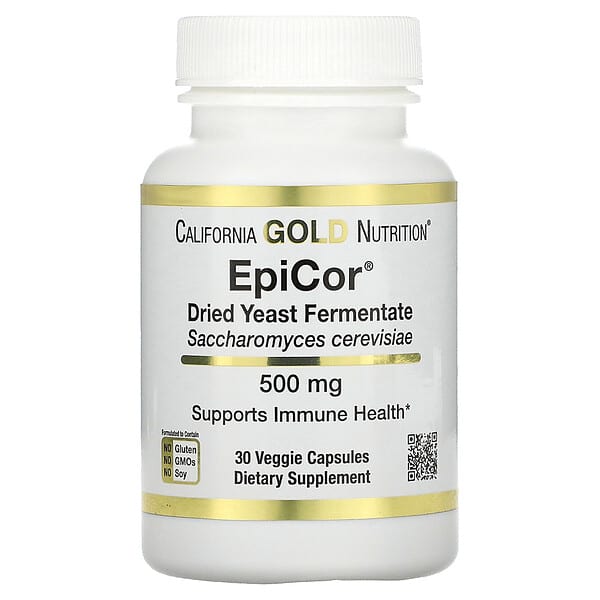 CALIFORNIA GOLD NUTRITION®
EpiCor®
Dried Yeast Fermentate
Saccharomyces cerevisiae
500 mg
Supports Immune Health*
Formulated to Contain
NO Gluten
NO GMOs
NO Soy
30 Veggie Capsules
Dietary Supplement